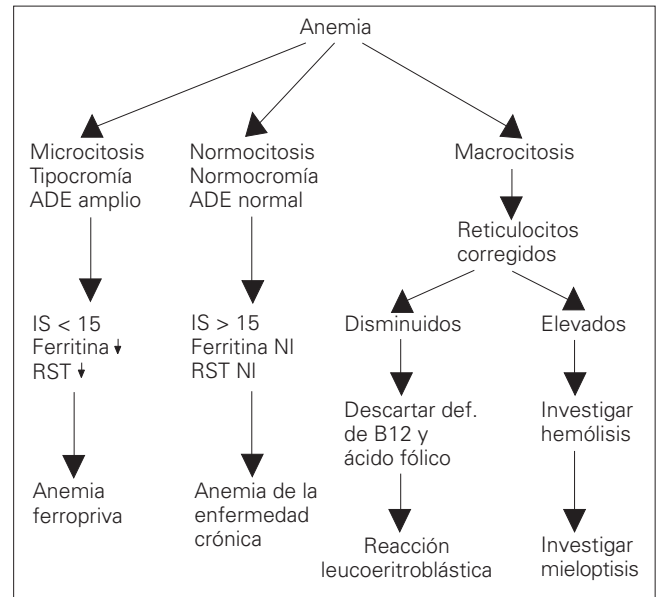 Anemia
Microcitosis
Tipocromía
ADE amplio
Normocitosis
Normocromía
ADE normal
Macrocitosis
Reticulocitos
corregidos
IS < 15
Ferritina ↓
RST ↓
IS > 15
Ferritina NI
RST NI
Disminuidos
Elevados
Descartar def.
de B12 y
ácido fólico
Investigar
hemólisis
Anemia
ferropriva
Anemia de la
enfermedad
crónica
Reacción
leucoeritroblástica
Investigar
mieloptisis